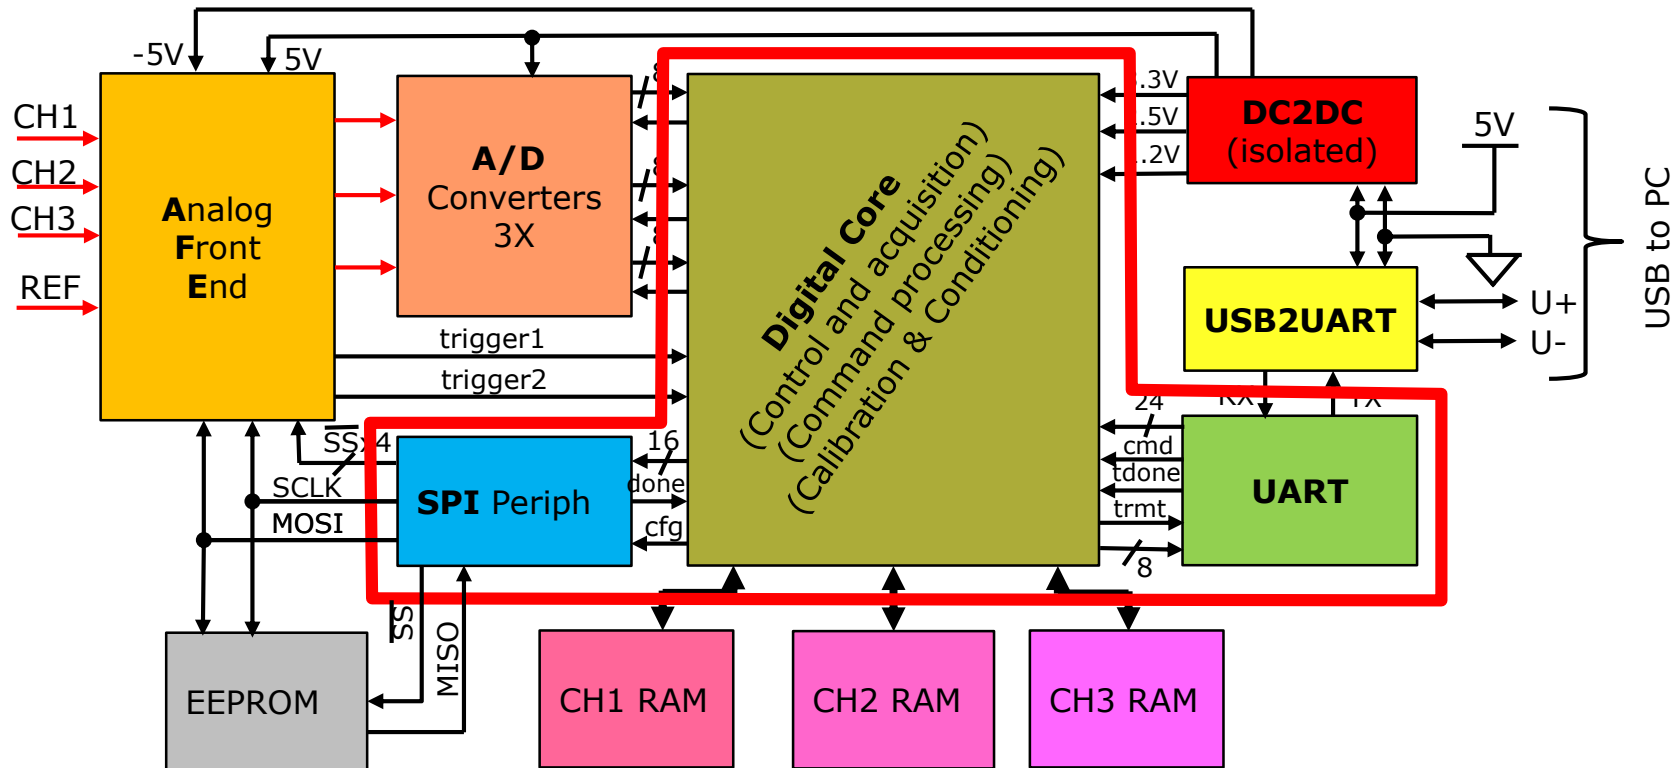 -5V
5V
CH1
CH2
CH3
REF
Analog
Front
End
A/D
Converters
3X
8
8
8
trigger1
trigger2
Digital Core
(Control and acquisition)
(Command processing)
(Calibration & Conditioning)
.3V
.5V
.2V
DC2DC
(isolated)
5V
USB to PC
USB2UART
U+
U-
RX
TX
24
cmd
tdone
trmt
8
UART
SSx4
SCLK
MOSI
SPI Periph
16
done
cfg
SS
MISO
EEPROM
CH1 RAM
CH2 RAM
CH3 RAM